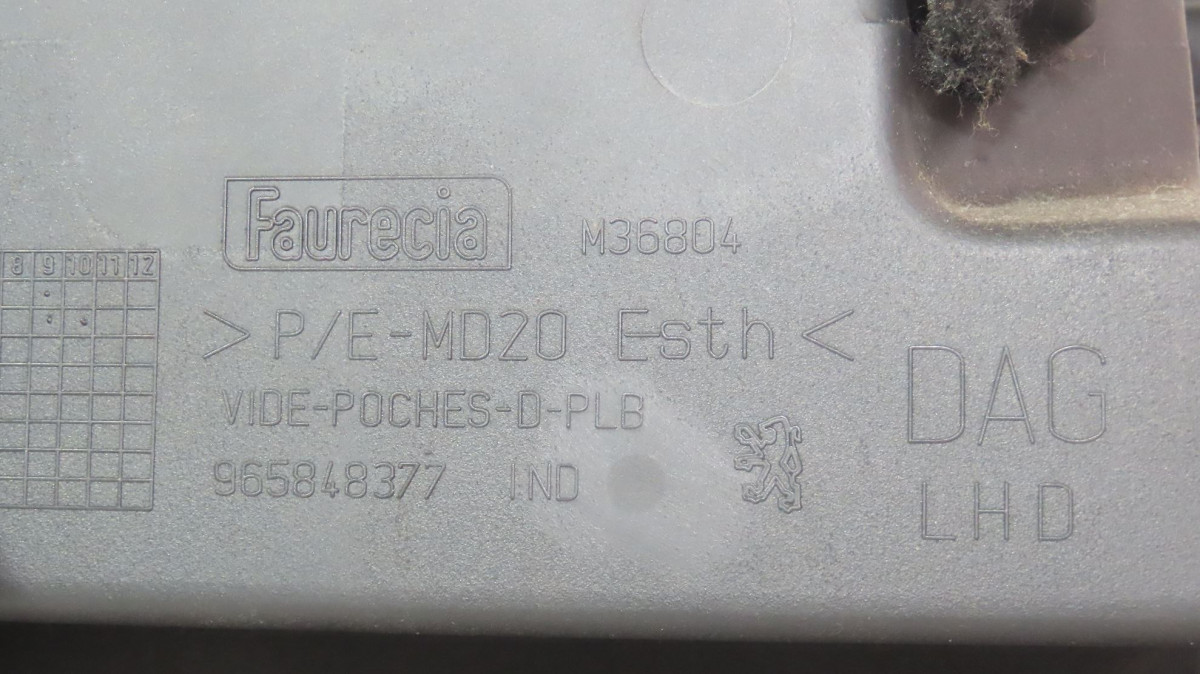 Faurecia M36804
8 9 10 11 12
>P/E-MD20 Esth<
VIDE-POCHES-D-PLB
965848377 IND
DAG
LHD